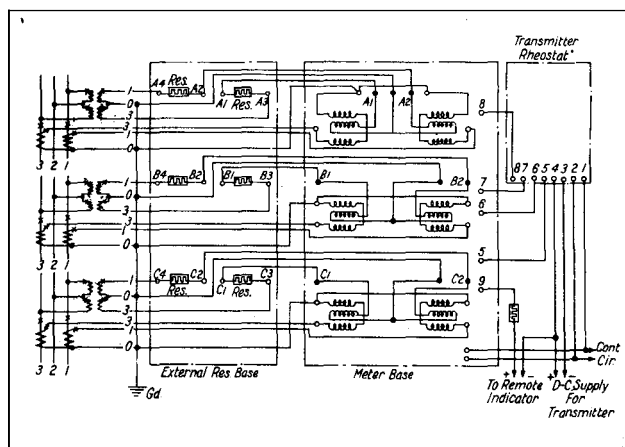 Transmitter
Rheostat
8 7 6 5 4 3 2 1
A4 Res. A2 A1 Res. A3 A1 A2
8
1
0
3
3
1
0
3 2 1
B4 B2 B1 B3 B1 B2
7
6
1
0
3
3
1
0
3 2 1
5
C4 C2 C1 C3 C1 C2
Res. Res.
9
1
0
3
3
1
0
3 2 1
Gd
External Res Base
Meter Base
Cont
Cir.
+ - + -
To Remote
Indicator
D-C. Supply
For
Transmitter